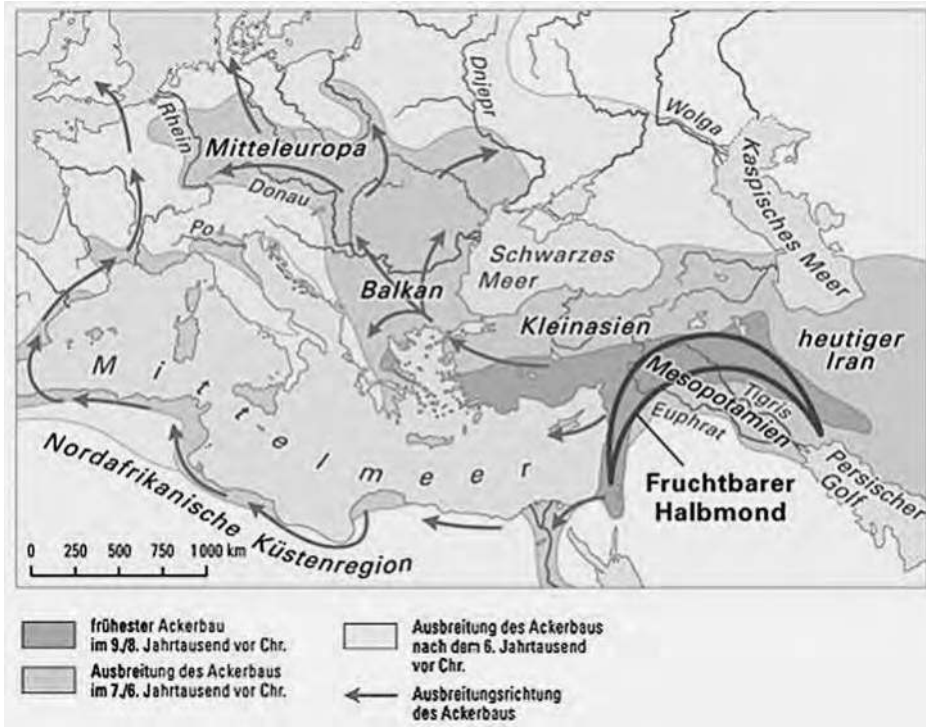 Dnjepr
Wolga
Rhein
Mitteleuropa
Kaspisches Meer
Donau
Po
Schwarzes
Meer
Balkan
Kleinasien
heutiger
Iran
Mittelmeer
Mesopotamien
Tigris
Euphrat
Persischer
Golf
Nordafrikanische Küstenregion
Fruchtbarer
Halbmond
0 250 500 750 1000 km
frühester Ackerbau
im 9./8. Jahrtausend vor Chr.
Ausbreitung des Ackerbaus
im 7./6. Jahrtausend vor Chr.
Ausbreitung des Ackerbaus
nach dem 6. Jahrtausend
vor Chr.
Ausbreitungsrichtung
des Ackerbaus